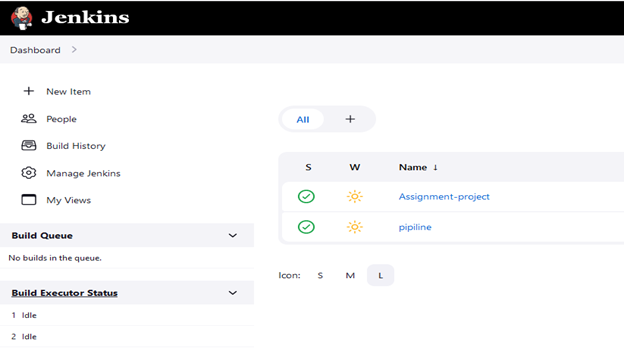 Jenkins
Dashboard
New Item
People
Build History
Manage Jenkins
My Views
Build Queue
No builds in the queue.
Build Executor Status
1 Idle
2 Idle
All +
S W Name ↓
Assignment-project
pipiline
Icon: S M L